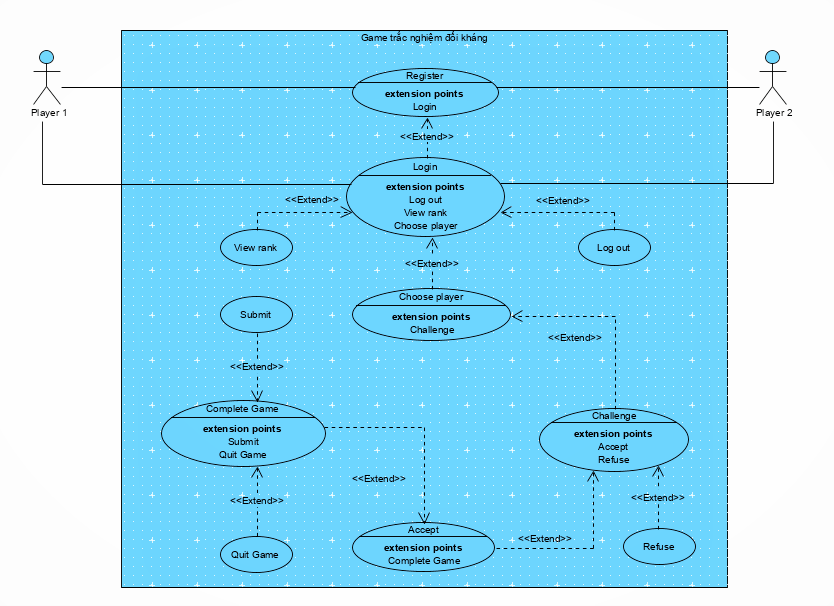 Game trắc nghiệm đối kháng
Register
extension points
Login
Player 1
Player 2
<<Extend>>
Login
extension points
Log out
View rank
Choose player
<<Extend>>
<<Extend>>
View rank
Log out
<<Extend>>
Choose player
extension points
Challenge
Submit
<<Extend>>
<<Extend>>
Complete Game
extension points
Submit
Quit Game
Challenge
extension points
Accept
Refuse
<<Extend>>
<<Extend>>
<<Extend>>
Accept
extension points
Complete Game
<<Extend>>
Quit Game
Refuse